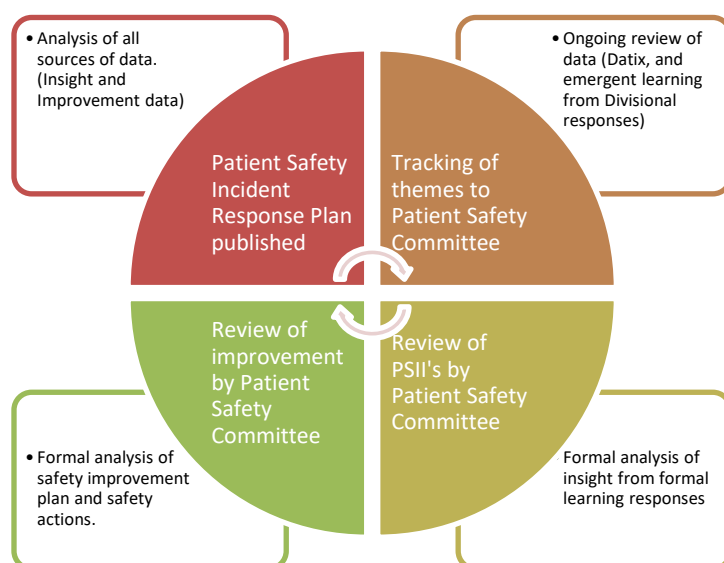 • Analysis of all
sources of data.
(Insight and
Improvement data)
• Ongoing review of
data (Datix, and
emergent learning
from Divisional
responses)
Patient Safety
Incident
Response Plan
published
Tracking of
themes to
Patient Safety
Committee
Review of
improvement
by Patient
Safety
Committee
Review of
PSII's by
Patient Safety
Committee
• Formal analysis of
safety improvement
plan and safety
actions.
Formal analysis of
insight from formal
learning responses